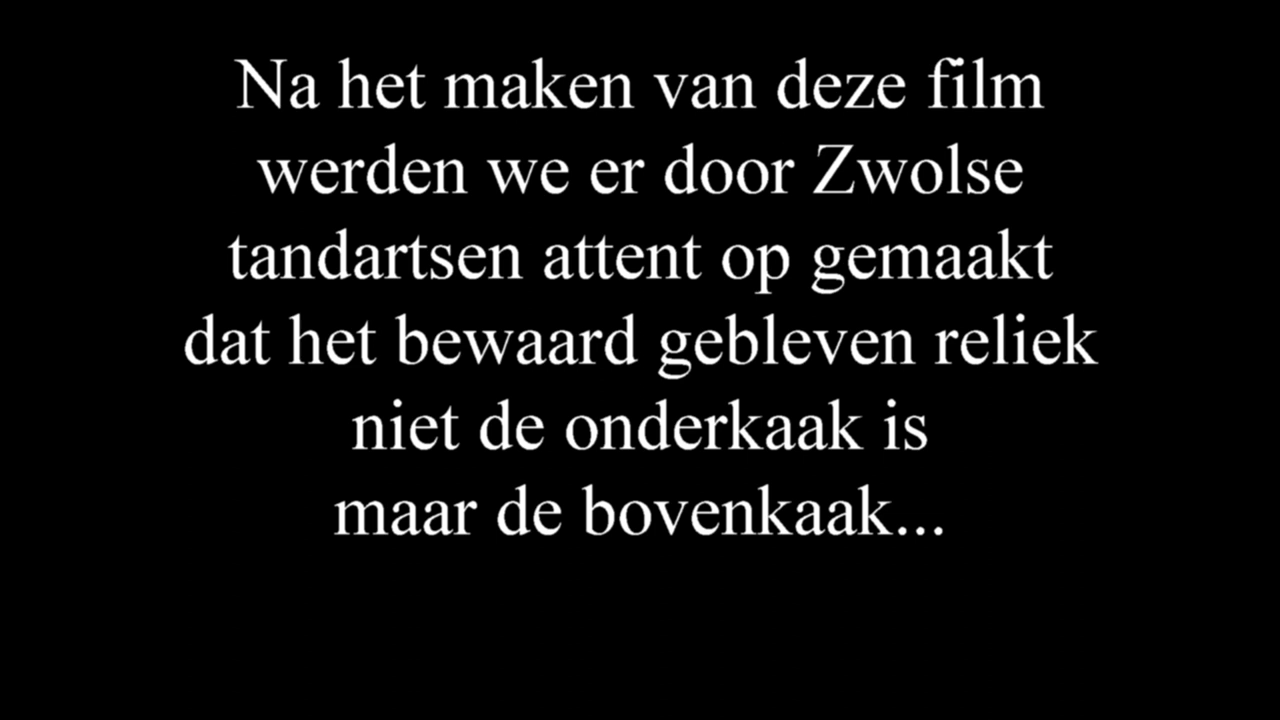 Na het maken van deze film
werden we er door Zwolse
tandartsen attent op gemaakt
dat het bewaard gebleven reliek
niet de onderkaak is
maar de bovenkaak...